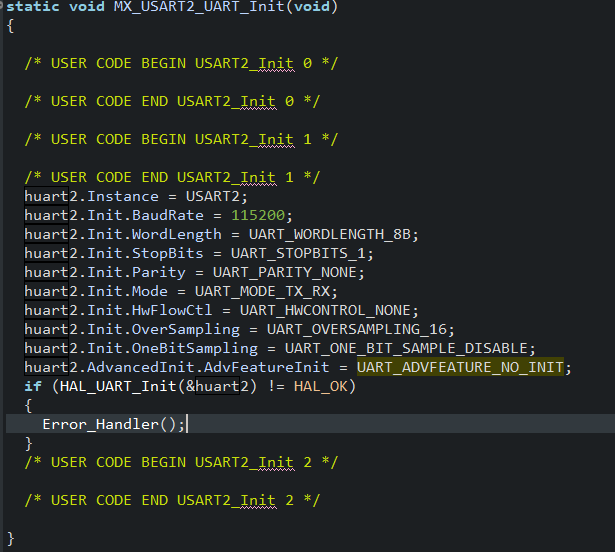 static void MX_USART2_UART_Init(void)
{
/* USER CODE BEGIN USART2_Init 0 */
/* USER CODE END USART2_Init 0 */
/* USER CODE BEGIN USART2_Init 1 */
/* USER CODE END USART2_Init 1 */
huart2.Instance = USART2;
huart2.Init.BaudRate = 115200;
huart2.Init.WordLength = UART_WORDLENGTH_8B;
huart2.Init.StopBits = UART_STOPBITS_1;
huart2.Init.Parity = UART_PARITY_NONE;
huart2.Init.Mode = UART_MODE_TX_RX;
huart2.Init.HwFlowCtl = UART_HWCONTROL_NONE;
huart2.Init.OverSampling = UART_OVERSAMPLING_16;
huart2.Init.OneBitSampling = UART_ONE_BIT_SAMPLE_DISABLE;
huart2.AdvancedInit.AdvFeatureInit = UART_ADVFEATURE_NO_INIT;
if (HAL_UART_Init(&huart2) != HAL_OK)
{
Error_Handler();
}
/* USER CODE BEGIN USART2_Init 2 */
/* USER CODE END USART2_Init 2 */
}